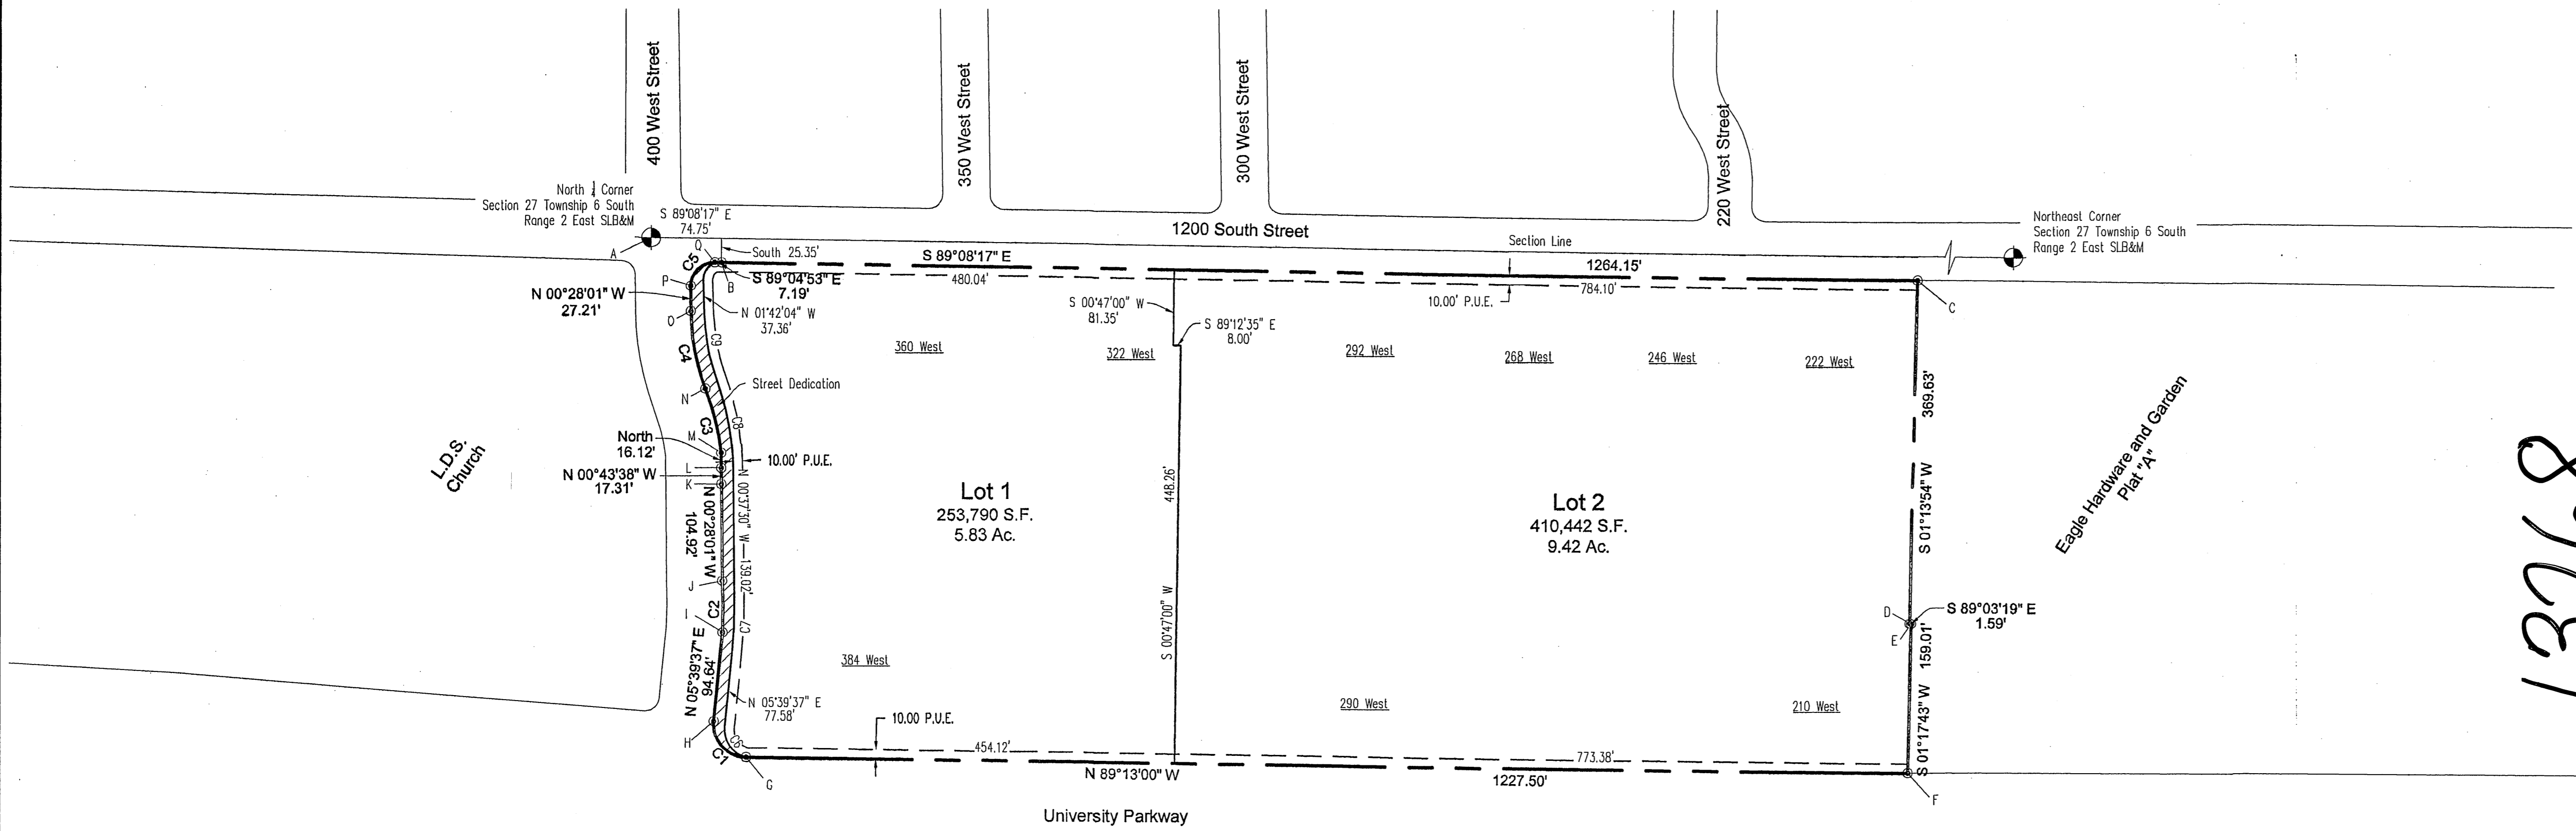 400 West Street
350 West Street
300 West Street
220 West Street
North ¼ Corner
Section 27 Township 6 South
Range 2 East SLB&M
A
S 89°08'17" E
74.75'
Q
South 25.35'
1200 South Street
Section Line
Northeast Corner
Section 27 Township 6 South
Range 2 East SLB&M
S 89°08'17" E
1264.15'
C5
P
B
S 89°04'53" E
7.19'
480.04'
10.00' P.U.E.
784.10'
C
N 00°28'01" W
27.21'
O
N 01°42'04" W
37.36'
S 00°47'00" W
81.35'
S 89°12'35" E
8.00'
C9
C4
360 West
322 West
292 West
268 West
246 West
222 West
Street Dedication
N
369.63'
S 01°13'54" W
Eagle Hardware and Garden
Plat "A"
C3
C8
L.D.S.
Church
North
16.12'
M
10.00' P.U.E.
L
N 00°43'38" W
17.31'
K
Lot 1
253,790 S.F.
5.83 Ac.
448.26'
S 00°47'00" W
Lot 2
410,442 S.F.
9.42 Ac.
N 00°28'01" W
104.92'
N 00°37'30" W
139.02'
J
C2
C7
I
D
E
S 89°03'19" E
1.59'
N 05°39'37" E
94.64'
384 West
159.01'
S 01°17'43" W
N 05°39'37" E
77.58'
290 West
210 West
H
C6
C1
10.00 P.U.E.
454.12'
773.38'
G
N 89°13'00" W
1227.50'
F
University Parkway